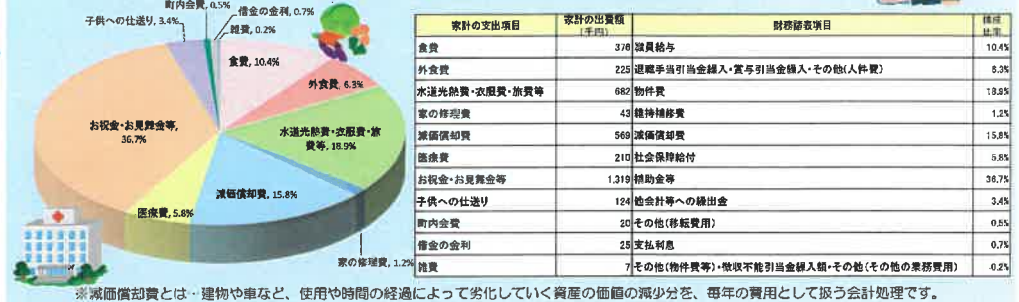 町内会費, 0.5%
借金の金利, 0.7%
子供への仕送り, 3.4%
雑費, 0.2%
食費, 10.4%
外食費, 6.3%
お祝金・お見舞金等,
36.7%
水道光熱費・衣服費・旅
費等, 18.9%
減価償却費, 15.8%
医療費, 5.8%
家の修理費, 1.2%
家計の支出項目 家計の出費額 財務諸表項目 構成
(千円) 比率
食費 376 職員給与 10.4%
外食費 225 退職手当引当金繰入・賞与引当金繰入・その他(人件費) 6.3%
水道光熱費・衣服費・旅費等 682 物件費 18.9%
家の修理費 43 維持補修費 1.2%
減価償却費 569 減価償却費 15.8%
医療費 210 社会保障給付 5.8%
お祝金・お見舞金等 1,319 補助金等 36.7%
子供への仕送り 124 他会計等への繰出金 3.4%
町内会費 20 その他(移転費用) 0.5%
借金の金利 25 支払利息 0.7%
雑費 7 その他(物件費等)・徴収不能引当金繰入額・その他(その他の業務費用) 0.2%
※減価償却費とは…建物や車など、使用や時間の経過によって劣化していく資産の価値の減少分を、毎年の費用として扱う会計処理です。